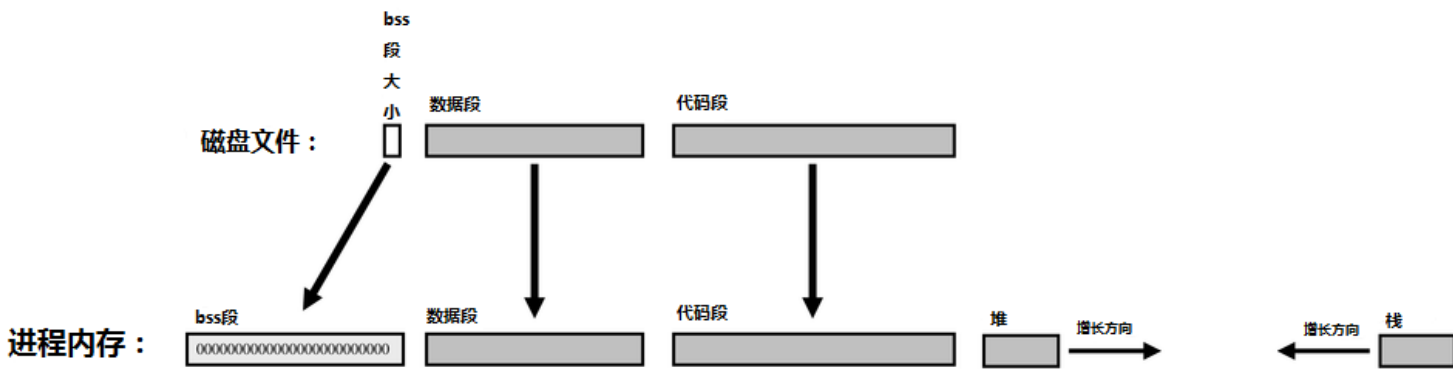 bss
段
大
小
数据段
代码段
磁盘文件：
bss段
数据段
代码段
堆
增长方向
增长方向
栈
进程内存：